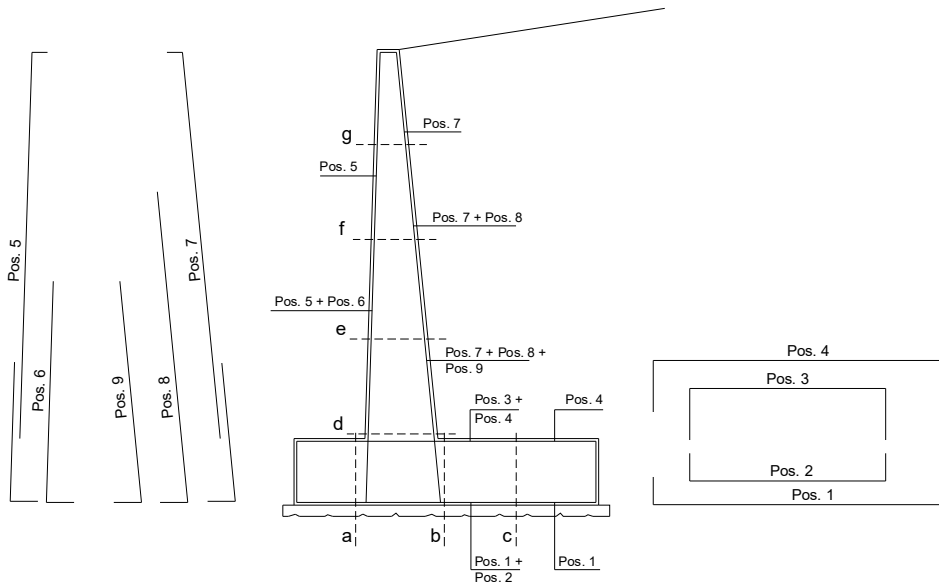 Pos. 5
Pos. 6
Pos. 9
Pos. 8
Pos. 7
g
Pos. 7
Pos. 5
f
Pos. 7 + Pos. 8
Pos. 5 + Pos. 6
e
Pos. 7 + Pos. 8 +
Pos. 9
d
Pos. 3 +
Pos. 4
Pos. 4
a
b
c
Pos. 1 +
Pos. 2
Pos. 1
Pos. 4
Pos. 3
Pos. 2
Pos. 1